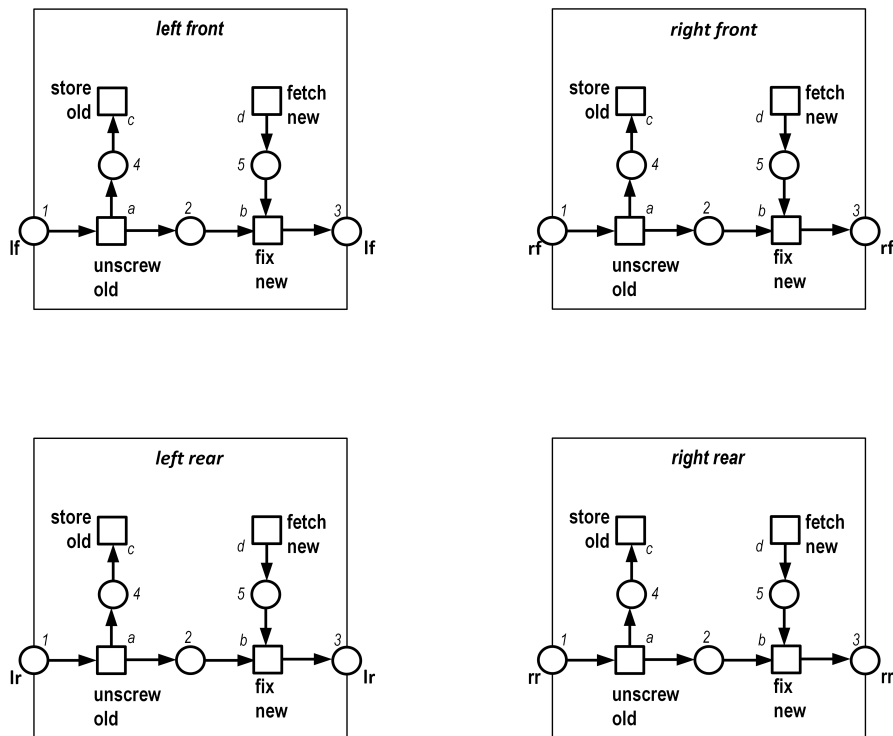 left front
store
old
c
fetch
new
d
4
5
1
a
2
b
3
lf
lf
unscrew
old
fix
new
right front
store
old
c
fetch
new
d
4
5
1
a
2
b
3
rf
rf
unscrew
old
fix
new
left rear
store
old
c
fetch
new
d
4
5
1
a
2
b
3
lr
lr
unscrew
old
fix
new
right rear
store
old
c
fetch
new
d
4
5
1
a
2
b
3
rr
rr
unscrew
old
fix
new